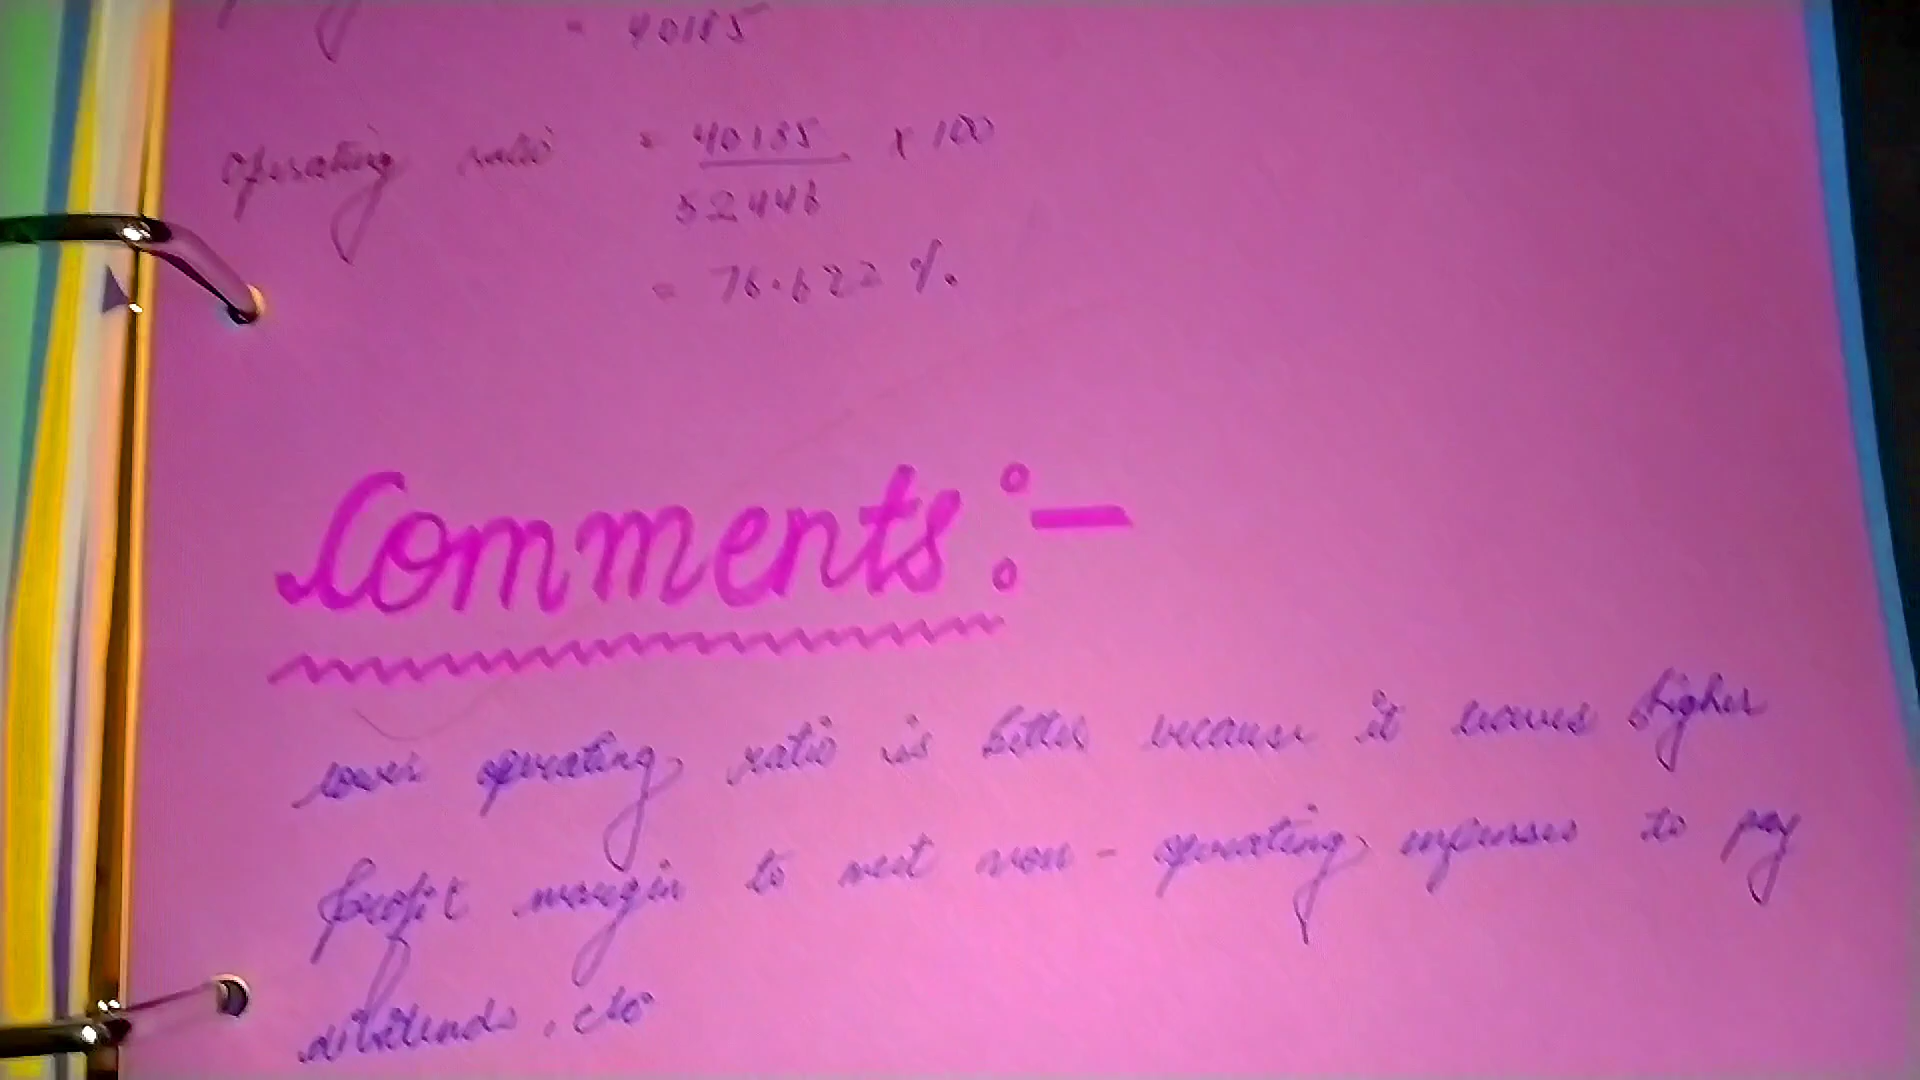 = 40185
operating ratio = 40185 x 100
52446
= 76.622 %
Comments :-
lower operating ratio is better because it leaves higher
profit margin to meet non - operating expenses to pay
dividends, etc